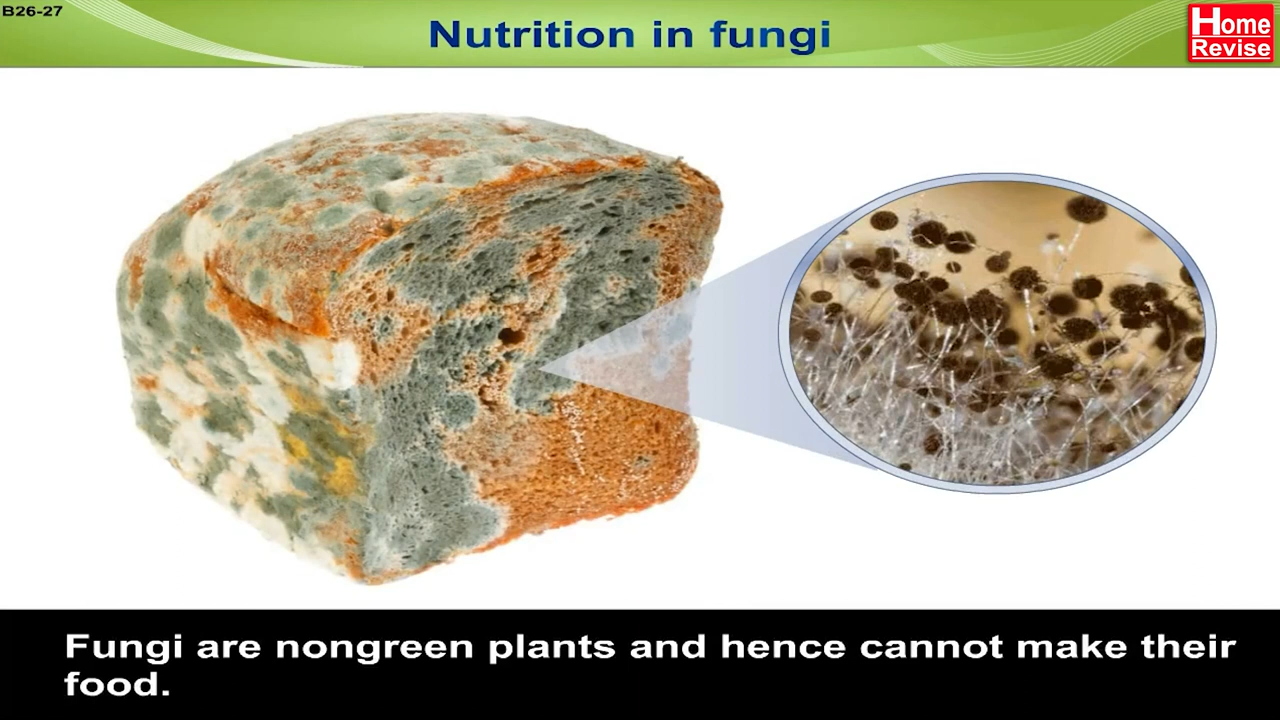 B26-27
Nutrition in fungi
Home
Revise
Fungi are nongreen plants and hence cannot make their
food.